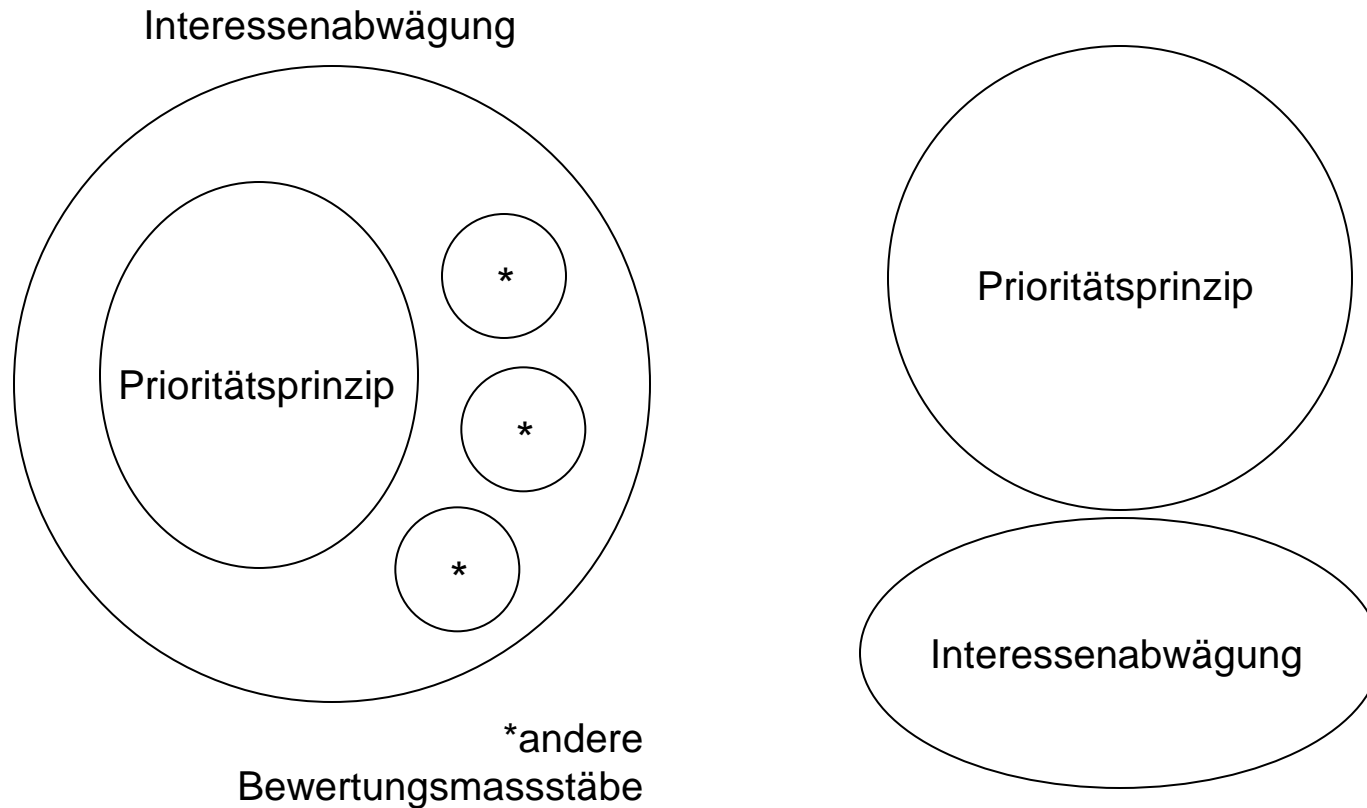 Interessenabwägung
*
Prioritätsprinzip
*
*
*andere
Bewertungsmassstäbe
Prioritätsprinzip
Interessenabwägung